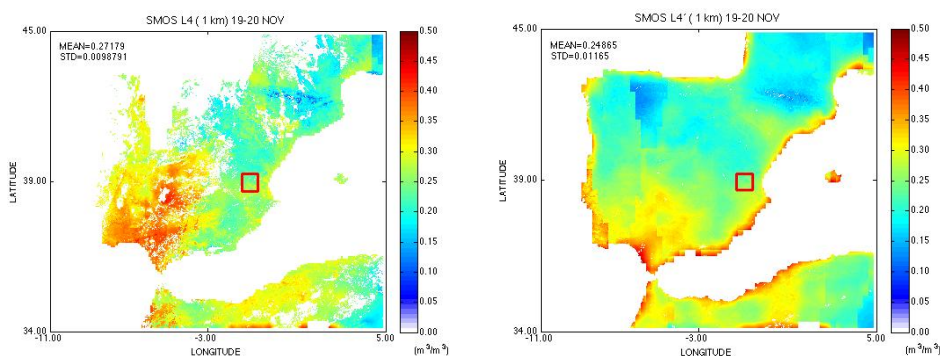 SMOS L4 ( 1 km) 19-20 NOV
45.00
MEAN=0.27179
STD=0.0098791
LATITUDE
39.00
34.00
-11.00
-3.00
5.00
LONGITUDE
0.50
0.45
0.40
0.35
0.30
0.25
0.20
0.15
0.10
0.05
0.00
(m³/m³)
SMOS L4' ( 1 km) 19-20 NOV
45.00
MEAN=0.24865
STD=0.01165
LATITUDE
39.00
34.00
-11.00
-3.00
5.00
LONGITUDE
0.50
0.45
0.40
0.35
0.30
0.25
0.20
0.15
0.10
0.05
0.00
(m³/m³)